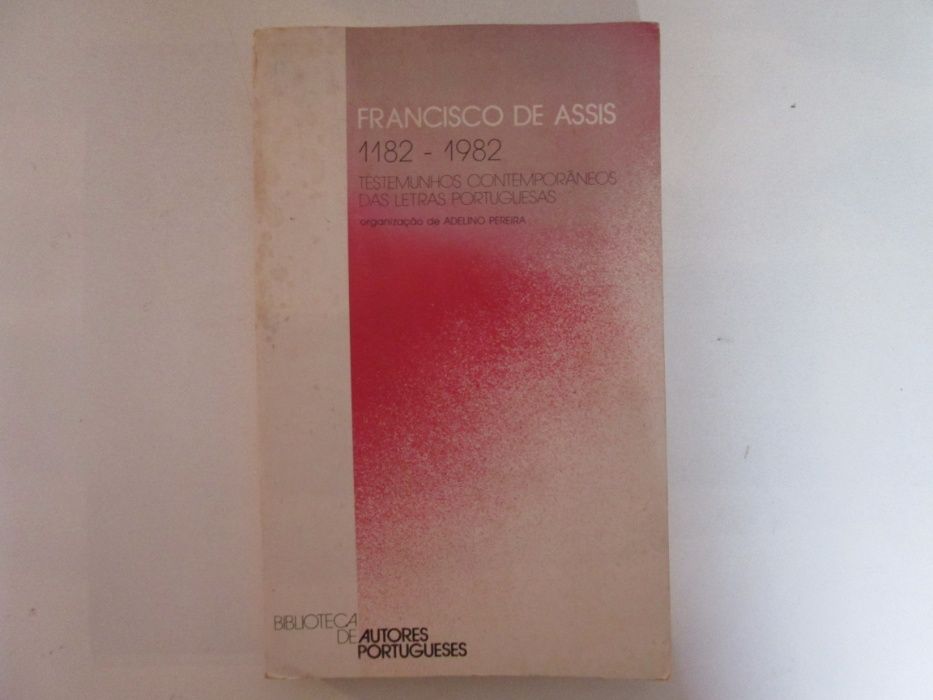 FRANCISCO DE ASSIS
1182 - 1982
TESTEMUNHOS CONTEMPORÂNEOS
DAS LETRAS PORTUGUESAS
organização de ADELINO PEREIRA
BIBLIOTECA
DE AUTORES
PORTUGUESES